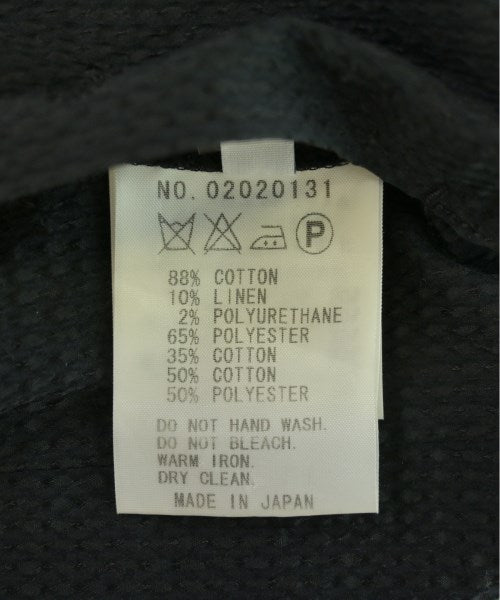 NO. 02020131
P
88% COTTON
10% LINEN
2% POLYURETHANE
65% POLYESTER
35% COTTON
50% COTTON
50% POLYESTER
DO NOT HAND WASH.
DO NOT BLEACH.
WARM IRON.
DRY CLEAN.
MADE IN JAPAN